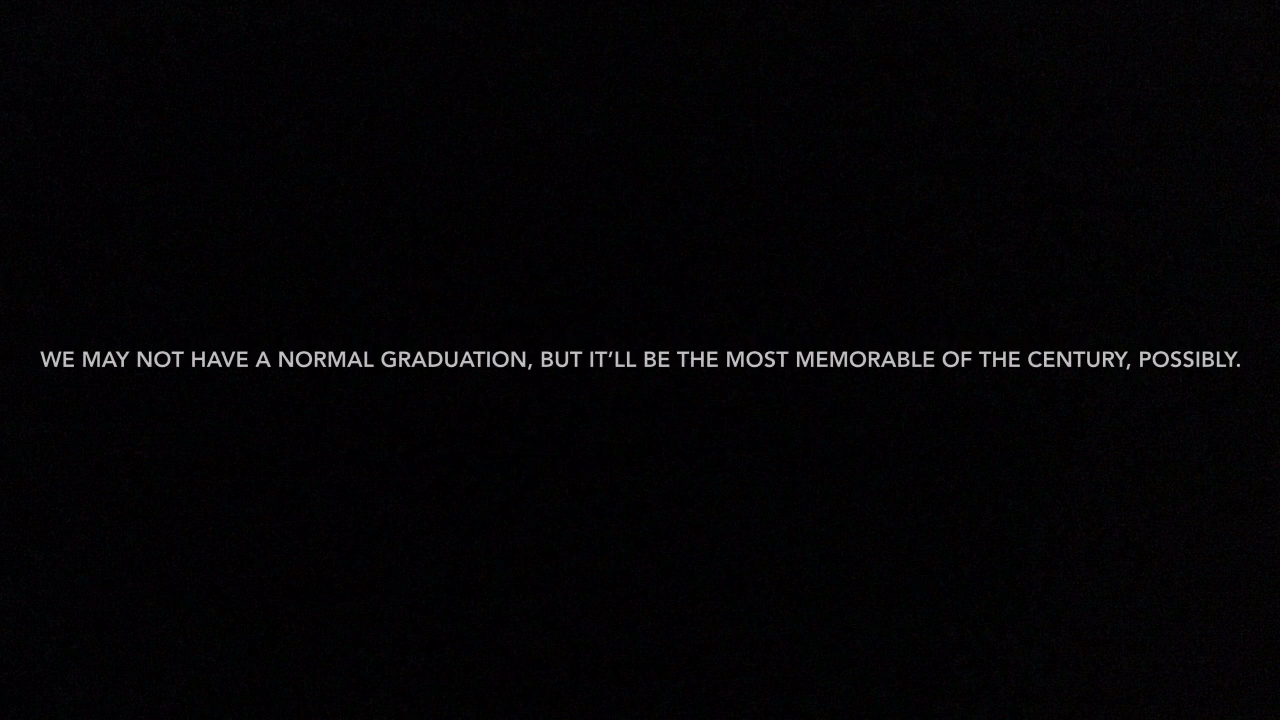 WE MAY NOT HAVE A NORMAL GRADUATION, BUT IT’LL BE THE MOST MEMORABLE OF THE CENTURY, POSSIBLY.